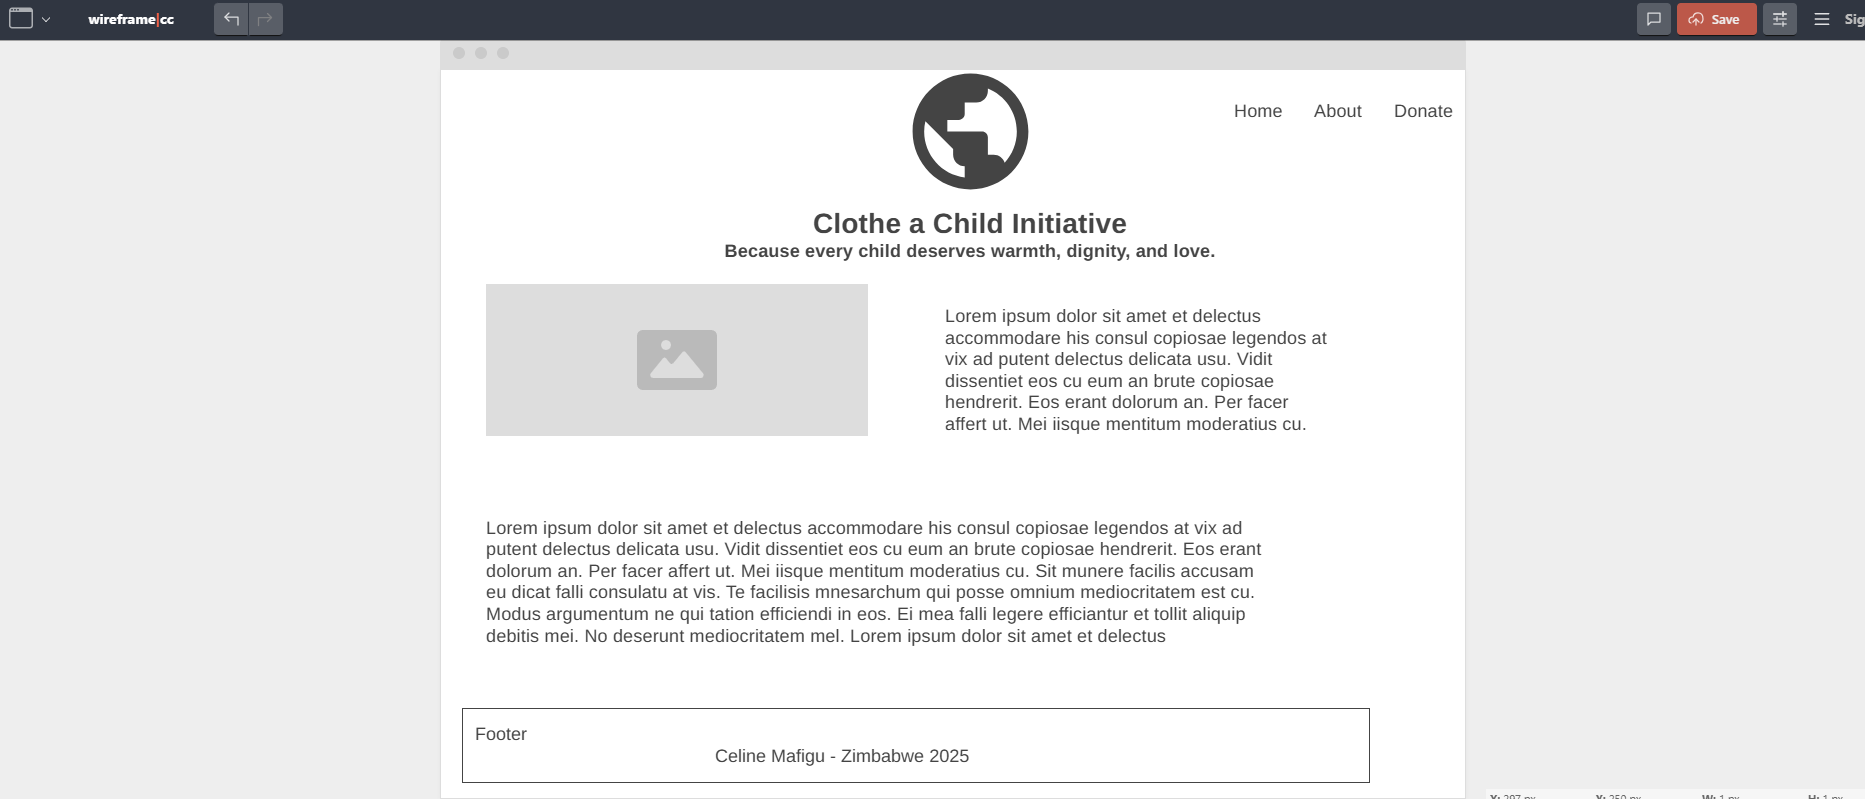 wireframe|cc
Save
Sig
Home About Donate
Clothe a Child Initiative
Because every child deserves warmth, dignity, and love.
Lorem ipsum dolor sit amet et delectus
accommodare his consul copiosae legendos at
vix ad putent delectus delicata usu. Vidit
dissentiet eos cu eum an brute copiosae
hendrerit. Eos erant dolorum an. Per facer
affert ut. Mei iisque mentitum moderatius cu.
Lorem ipsum dolor sit amet et delectus accommodare his consul copiosae legendos at vix ad
putent delectus delicata usu. Vidit dissentiet eos cu eum an brute copiosae hendrerit. Eos erant
dolorum an. Per facer affert ut. Mei iisque mentitum moderatius cu. Sit munere facilis accusam
eu dicat falli consulatu at vis. Te facilisis mnesarchum qui posse omnium mediocritatem est cu.
Modus argumentum ne qui tation efficiendi in eos. Ei mea falli legere efficiantur et tollit aliquip
debitis mei. No deserunt mediocritatem mel. Lorem ipsum dolor sit amet et delectus
Footer
Celine Mafigu - Zimbabwe 2025
X: 297 px Y: 250 px W: 1 px H: 1 px